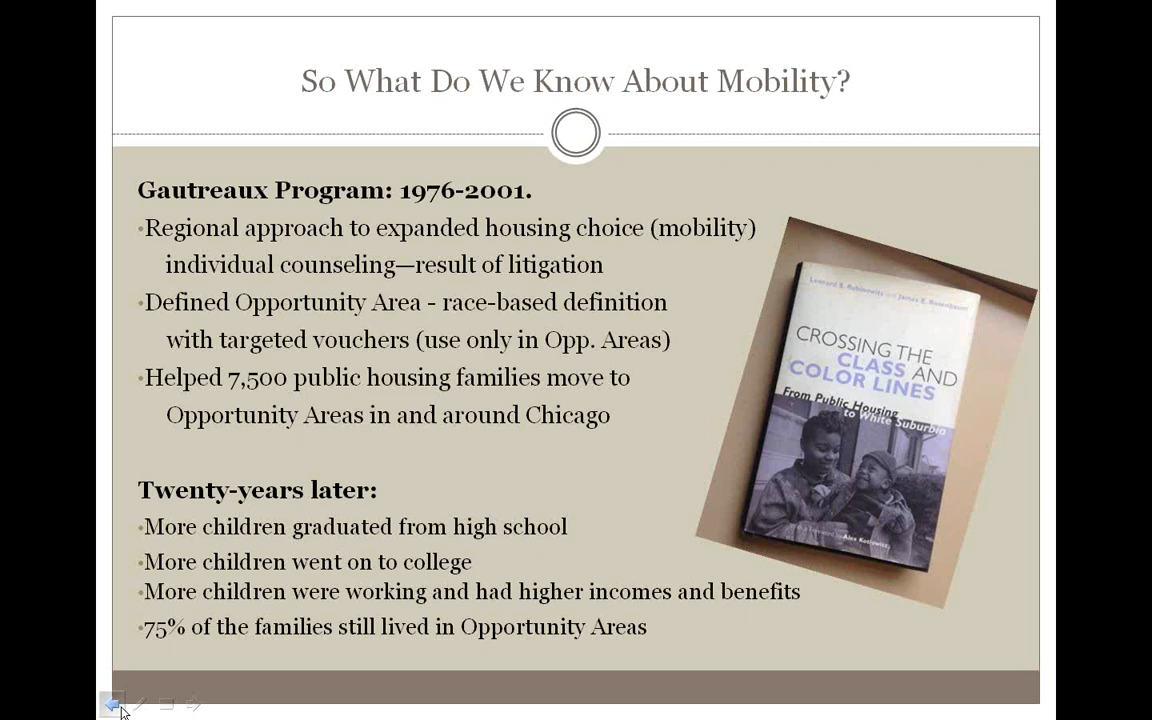 So What Do We Know About Mobility?
Gautreaux Program: 1976-2001.
•Regional approach to expanded housing choice (mobility)
individual counseling—result of litigation
•Defined Opportunity Area - race-based definition
with targeted vouchers (use only in Opp. Areas)
•Helped 7,500 public housing families move to
Opportunity Areas in and around Chicago
Twenty-years later:
•More children graduated from high school
•More children went on to college
•More children were working and had higher incomes and benefits
•75% of the families still lived in Opportunity Areas
Leonard S. Rubinowitz and James E. Rosenbaum
CROSSING THE
CLASS AND
COLOR LINES
From Public Housing
to White Suburbia
Foreword by Alex Kotlowitz